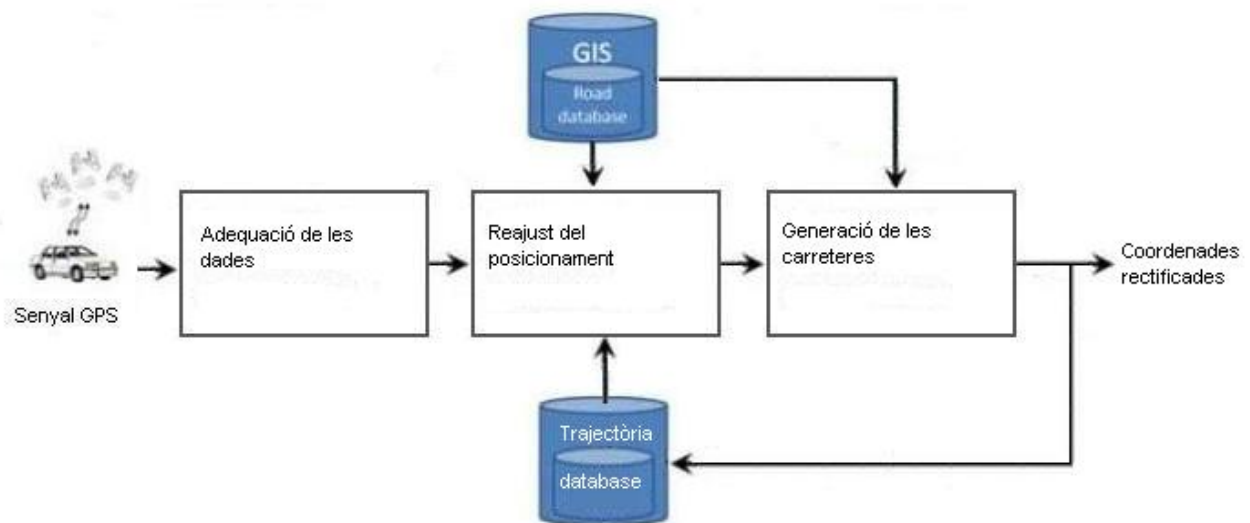 GIS
Road
database
Adequació de les
dades
Reajust del
posicionament
Generació de les
carreteres
Coordenades
rectificades
Senyal GPS
Trajectòria
database